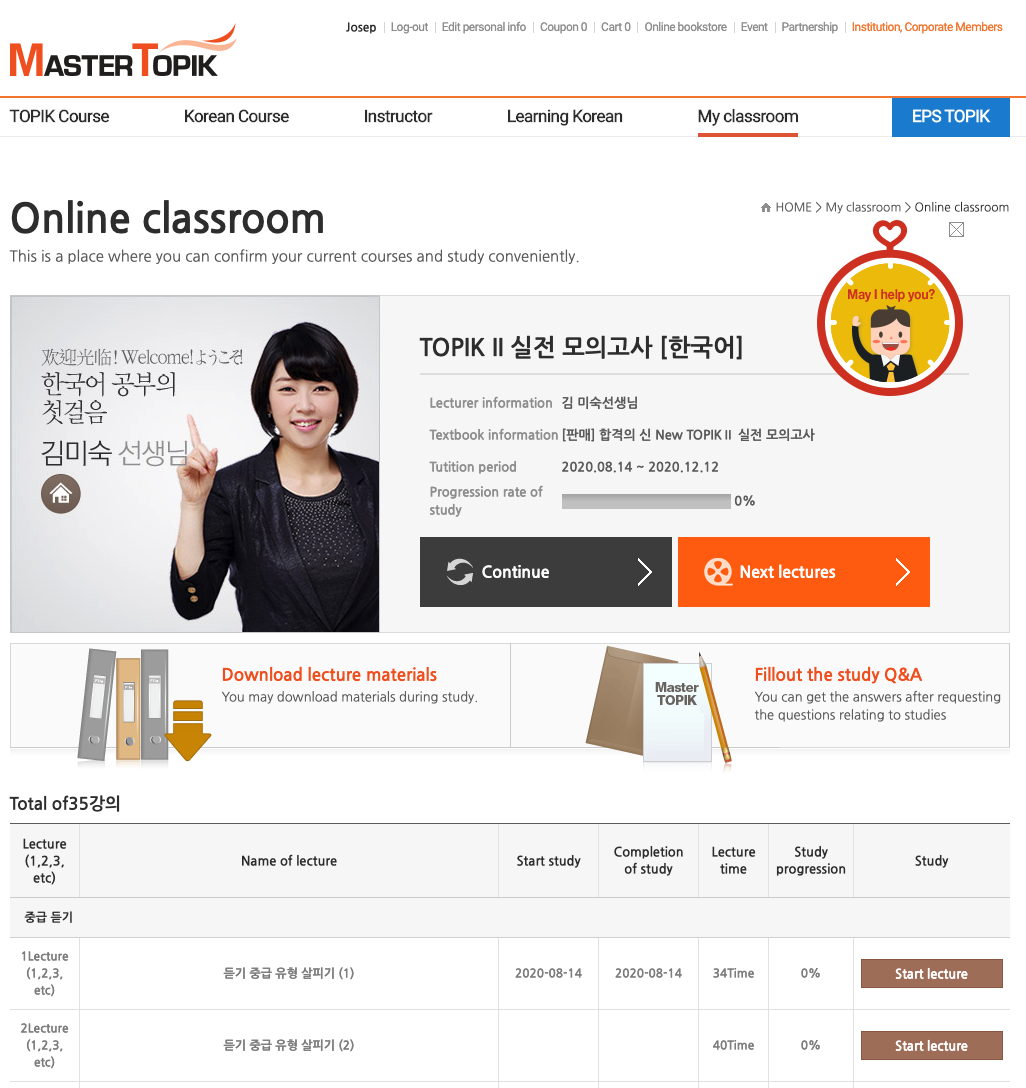 Josep
Log-out
Edit personal info
Coupon 0
Cart 0
Online bookstore
Event
Partnership
Institution, Corporate Members
MASTER TOPIK
TOPIK Course
Korean Course
Instructor
Learning Korean
My classroom
EPS TOPIK
Online classroom
HOME > My classroom > Online classroom
This is a place where you can confirm your current courses and study conveniently.
May I help you?
欢迎光临! Welcome! ようこそ
한국어 공부의
첫걸음
김미숙 선생님
TOPIK II 실전 모의고사 [한국어]
Lecturer information 김 미숙선생님
Textbook information [판매] 합격의 신 New TOPIK II 실전 모의고사
Tutition period 2020.08.14 ~ 2020.12.12
Progression rate of
study
0%
Continue
Next lectures
Download lecture materials
You may download materials during study.
Master
TOPIK
Fillout the study Q&A
You can get the answers after requesting
the questions relating to studies
Total of35강의
Lecture
(1,2,3,
etc)
Name of lecture
Start study
Completion
of study
Lecture
time
Study
progression
Study
중급 듣기
1Lecture
(1,2,3,
etc)
듣기 중급 유형 살피기 (1)
2020-08-14
2020-08-14
34Time
0%
Start lecture
2Lecture
(1,2,3,
etc)
듣기 중급 유형 살피기 (2)
40Time
0%
Start lecture